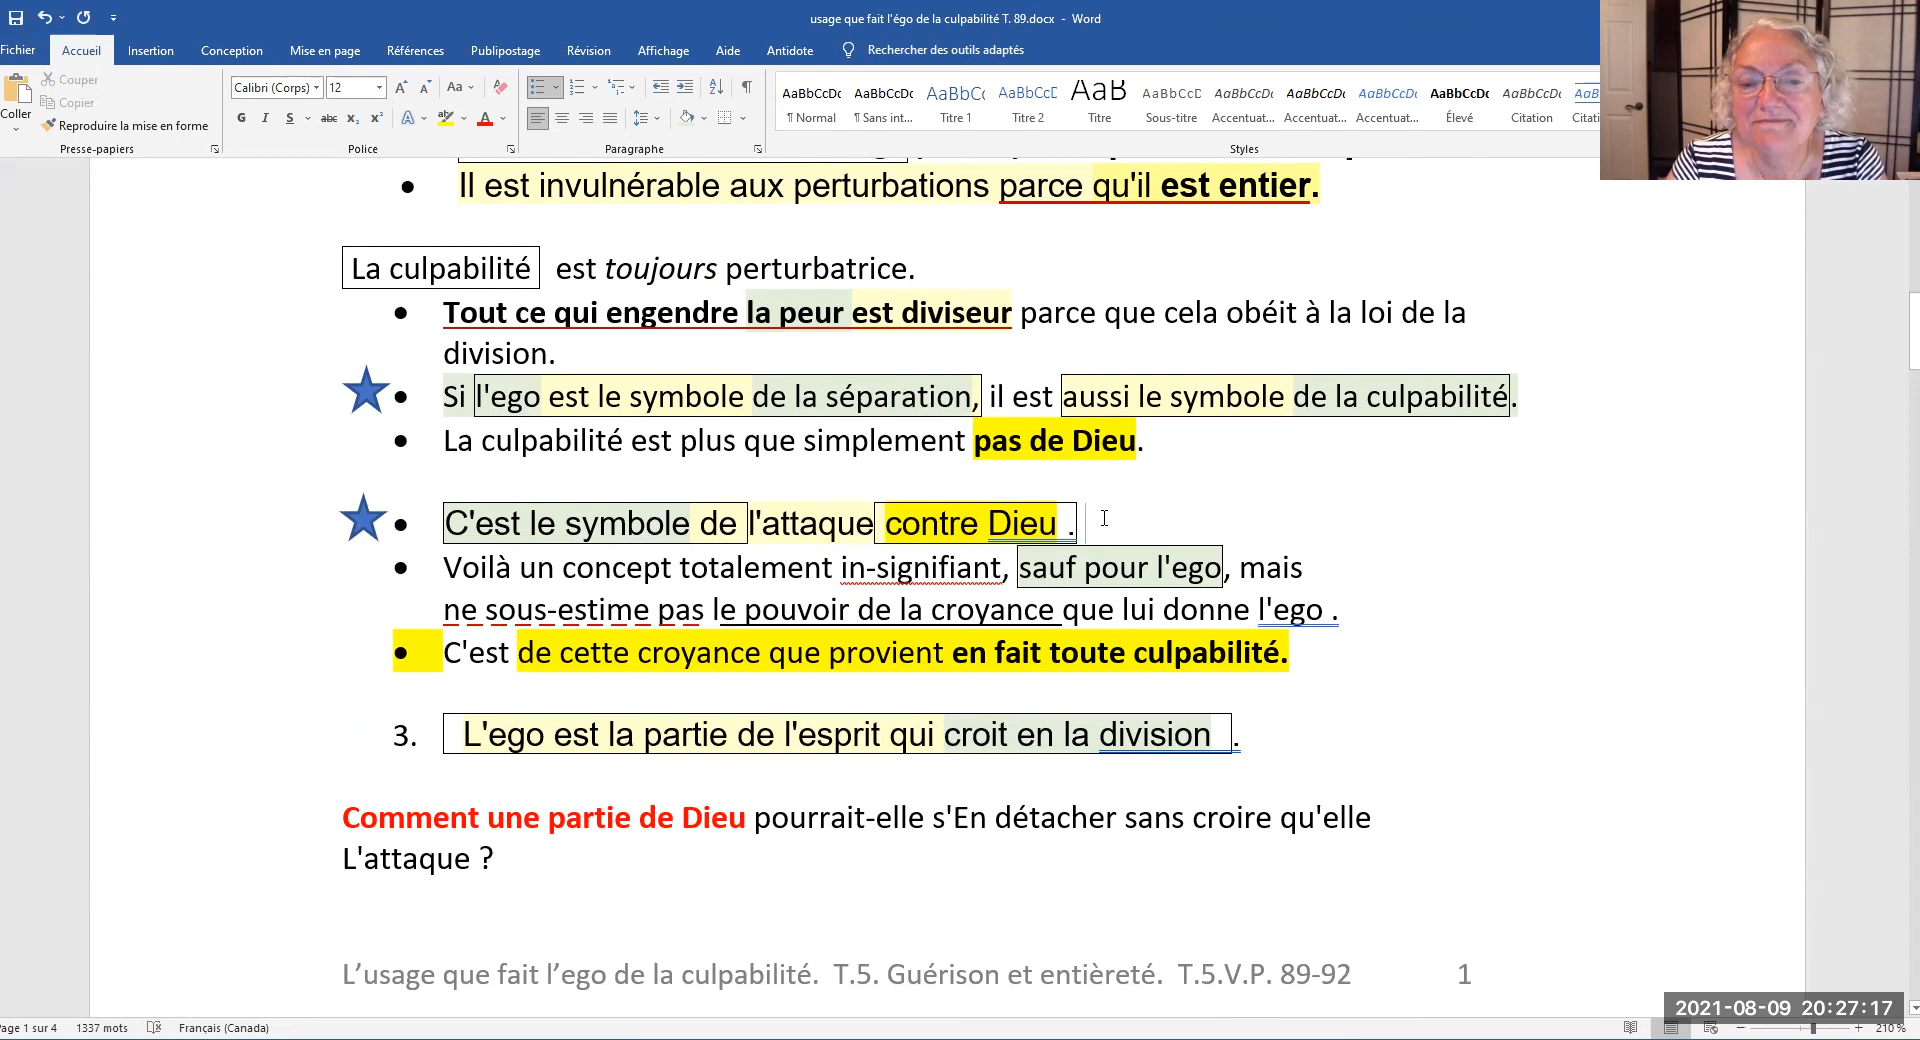 usage que fait l'égo de la culpabilité T. 89.docx - Word
Fichier Accueil Insertion Conception Mise en page Références Publipostage Révision Affichage Aide Antidote Rechercher des outils adaptés
Couper
Copier
Coller
Reproduire la mise en forme
Presse-papiers
Calibri (Corps) 12
G I S abc x₂ x²
Police
Paragraphe
AaBbCcDc AaBbCcDc AaBbCc AaBbCcE AaB AaBbCcD AaBbCcDc AaBbCcDc AaBbCcDc AaBbCcDc AaBbCcDc AaBb
¶ Normal ¶ Sans int... Titre 1 Titre 2 Titre Sous-titre Accentuat... Accentuat... Accentuat... Élevé Citation Citati
Styles
• Il est invulnérable aux perturbations parce qu'il est entier.
La culpabilité est toujours perturbatrice.
• Tout ce qui engendre la peur est diviseur parce que cela obéit à la loi de la
division.
• Si l'ego est le symbole de la séparation, il est aussi le symbole de la culpabilité.
• La culpabilité est plus que simplement pas de Dieu.
• C'est le symbole de l'attaque contre Dieu .
• Voilà un concept totalement in-signifiant, sauf pour l'ego, mais
ne sous-estime pas le pouvoir de la croyance que lui donne l'ego .
• C'est de cette croyance que provient en fait toute culpabilité.
3. L'ego est la partie de l'esprit qui croit en la division .
Comment une partie de Dieu pourrait-elle s'En détacher sans croire qu'elle
L'attaque ?
L'usage que fait l'ego de la culpabilité. T.5. Guérison et entièreté. T.5.V.P. 89-92 1
2021-08-09 20:27:17
age 1 sur 4 1337 mots Français (Canada) 210 %